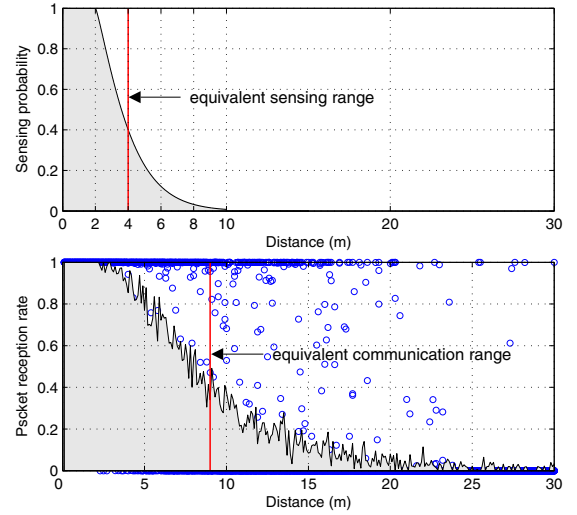 1
0.8
0.6
0.4
0.2
0
Sensing probability
equivalent sensing range
0 2 4 6 8 10 20 30
Distance (m)
1
0.8
0.6
0.4
0.2
0
Pscket reception rate
equivalent communication range
5 10 15 20 25 30
Distance (m)